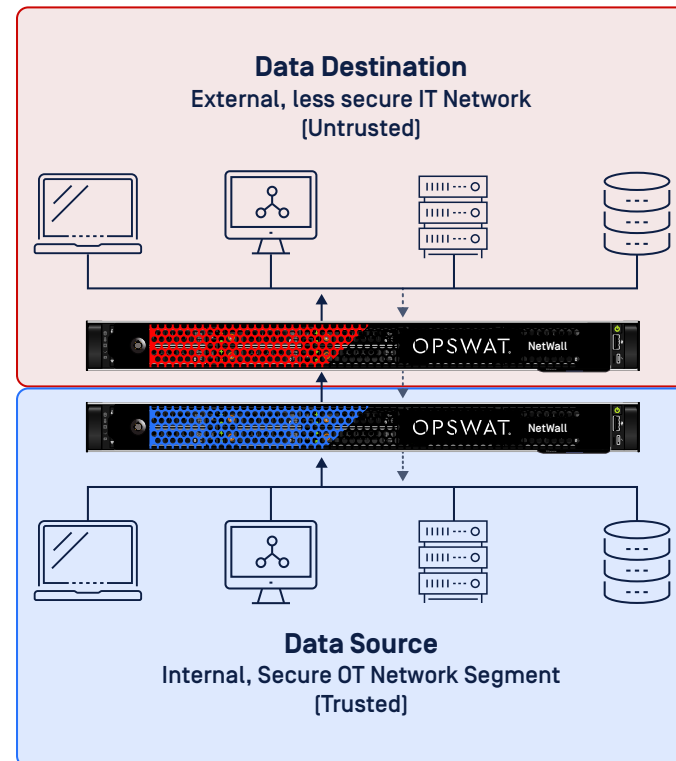 Data Destination
External, less secure IT Network
(Untrusted)
OPSWAT. NetWall
OPSWAT. NetWall
Data Source
Internal, Secure OT Network Segment
(Trusted)